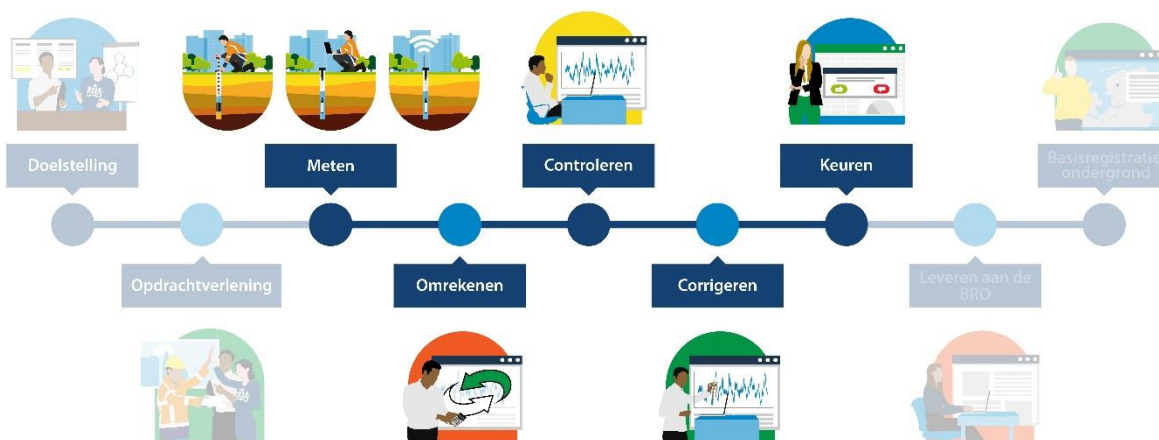 Doelstelling
Meten
Controleren
Keuren
Basisregistratie
ondergrond
Opdrachtverlening
Omrekenen
Corrigeren
Leveren aan de
BRO